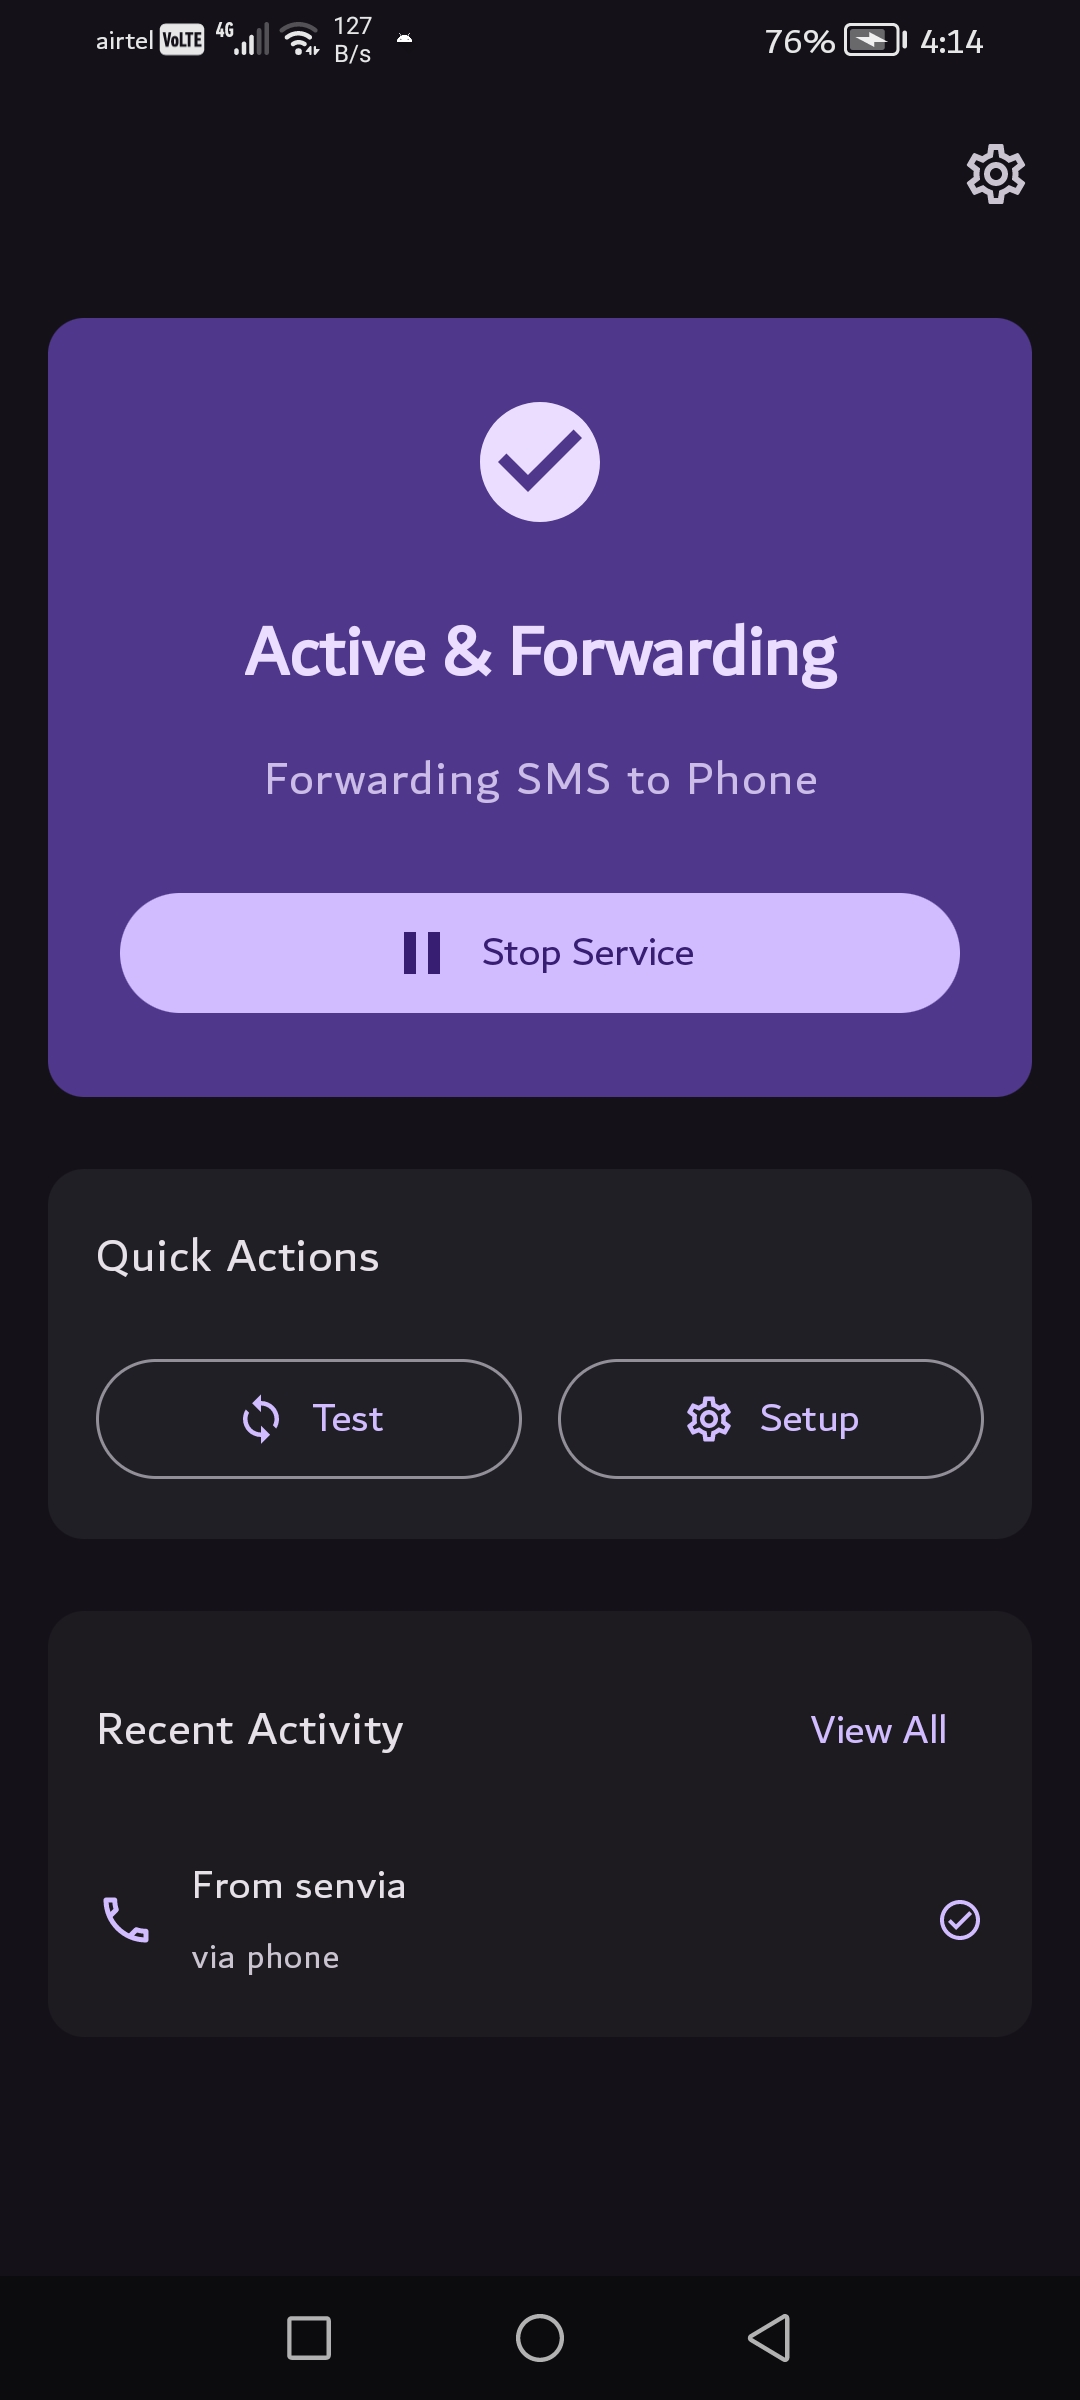 airtel VoLTE 4G 127 B/s 76% 4:14
Active & Forwarding
Forwarding SMS to Phone
Stop Service
Quick Actions
Test Setup
Recent Activity View All
From senvia
via phone